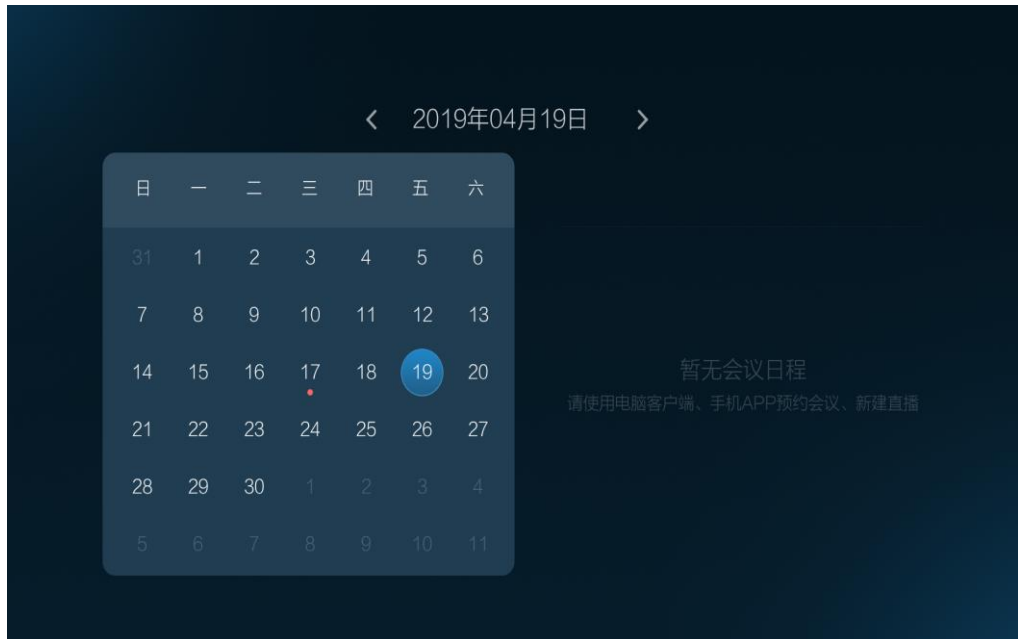 2019年04月19日
日 一 二 三 四 五 六
31 1 2 3 4 5 6
7 8 9 10 11 12 13
14 15 16 17 18 19 20
21 22 23 24 25 26 27
28 29 30 1 2 3 4
5 6 7 8 9 10 11
暂无会议日程
请使用电脑客户端、手机APP预约会议、新建直播